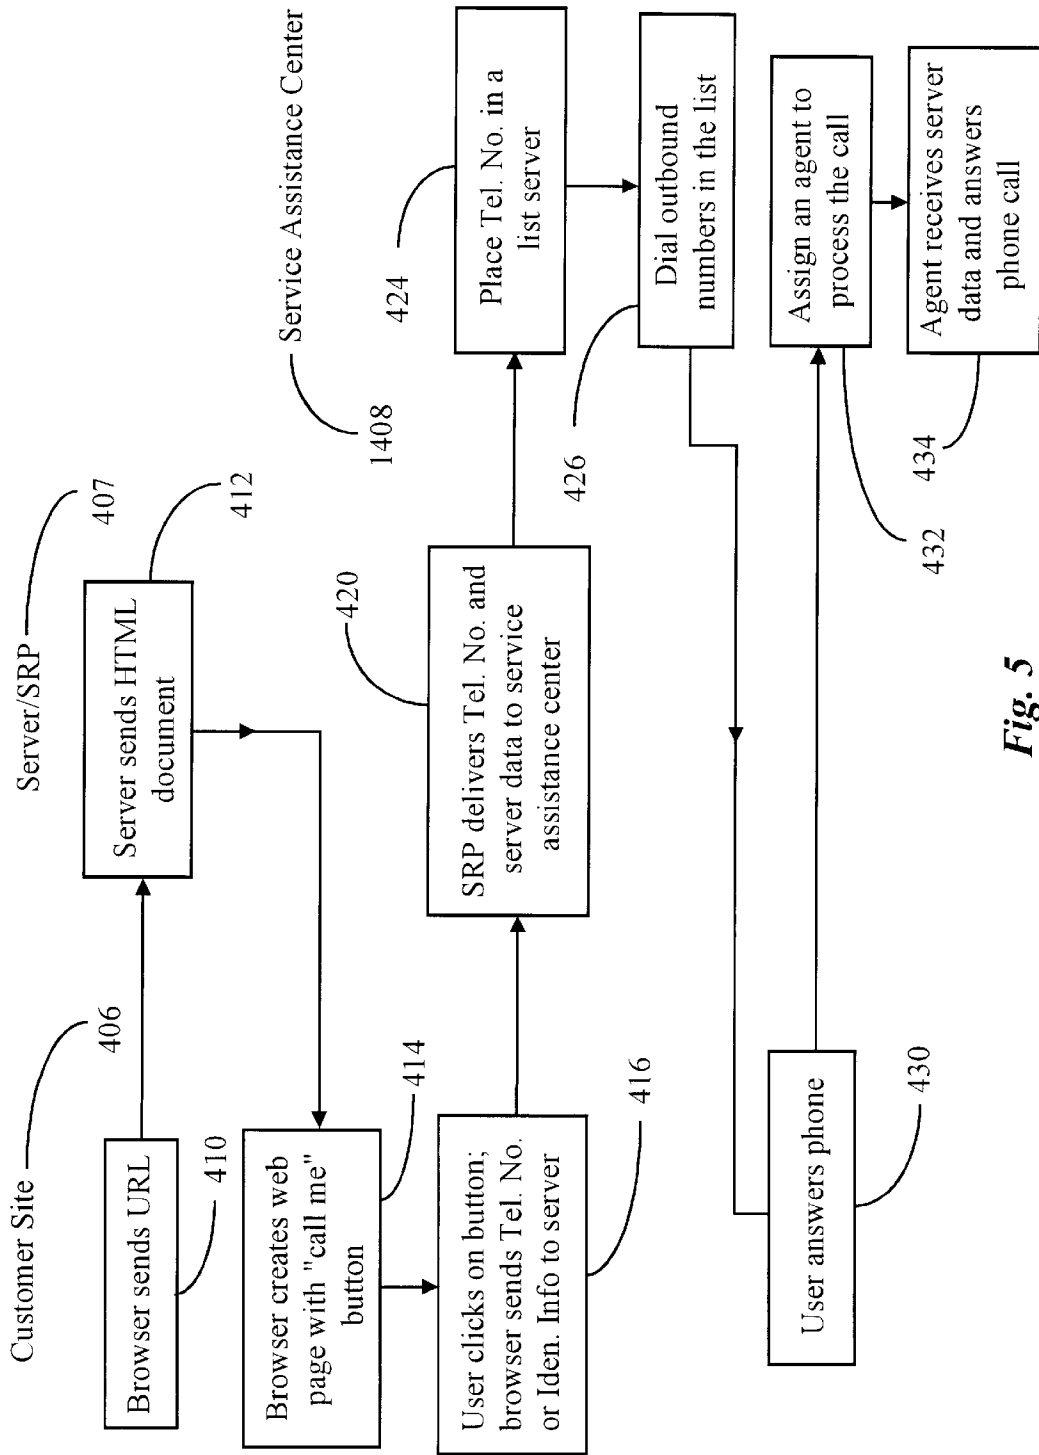 Customer Site
406
Server/SRP
407
1408
Service Assistance Center
Browser sends URL
410
Server sends HTML
document
412
Browser creates web
page with "call me"
button
414
User clicks on button;
browser sends Tel. No.
or Iden. Info to server
416
SRP delivers Tel. No. and
server data to service
assistance center
420
Place Tel. No. in a
list server
424
Dial outbound
numbers in the list
426
User answers phone
430
Assign an agent to
process the call
432
Agent receives server
data and answers
phone call
434
Fig. 5